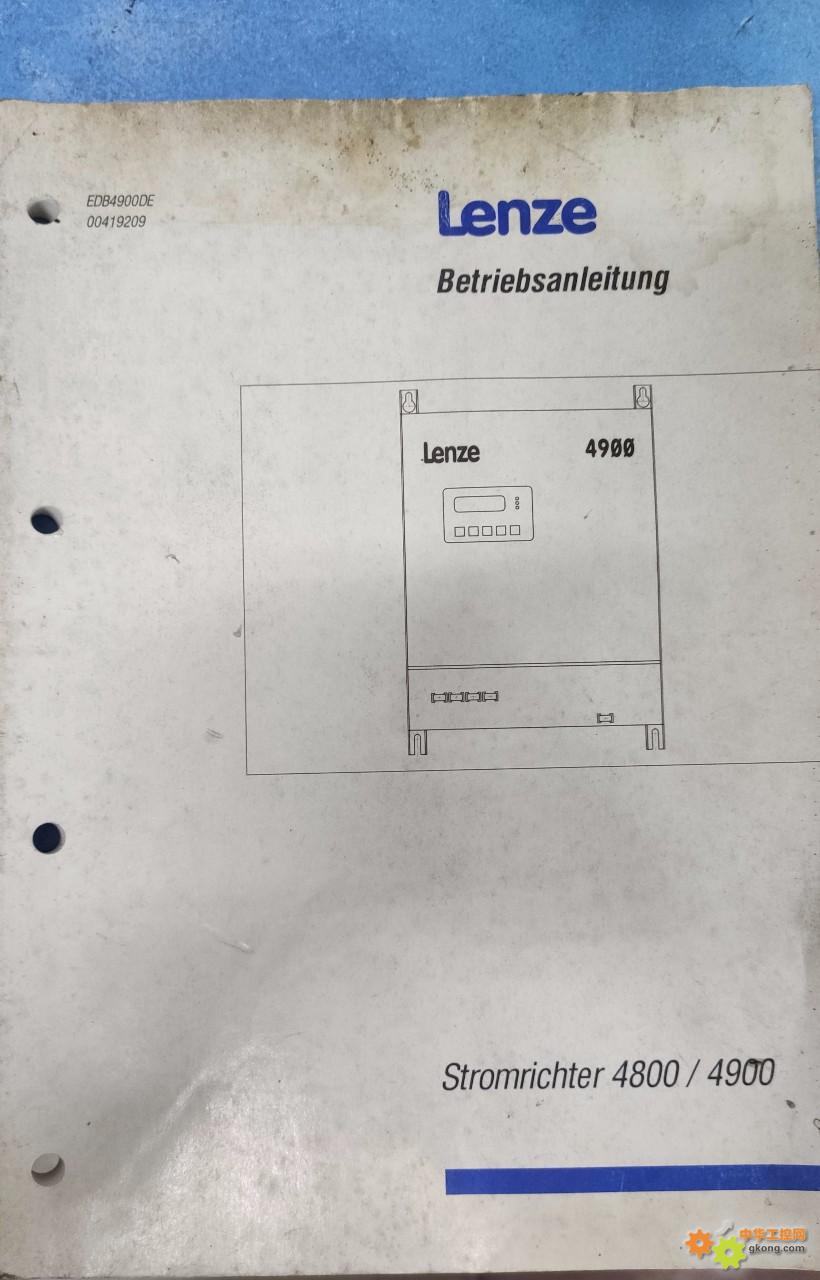 EDB4900DE
00419209
Lenze
Betriebsanleitung
Lenze 4900
Stromrichter 4800 / 4900
中华工控网
gkong.com